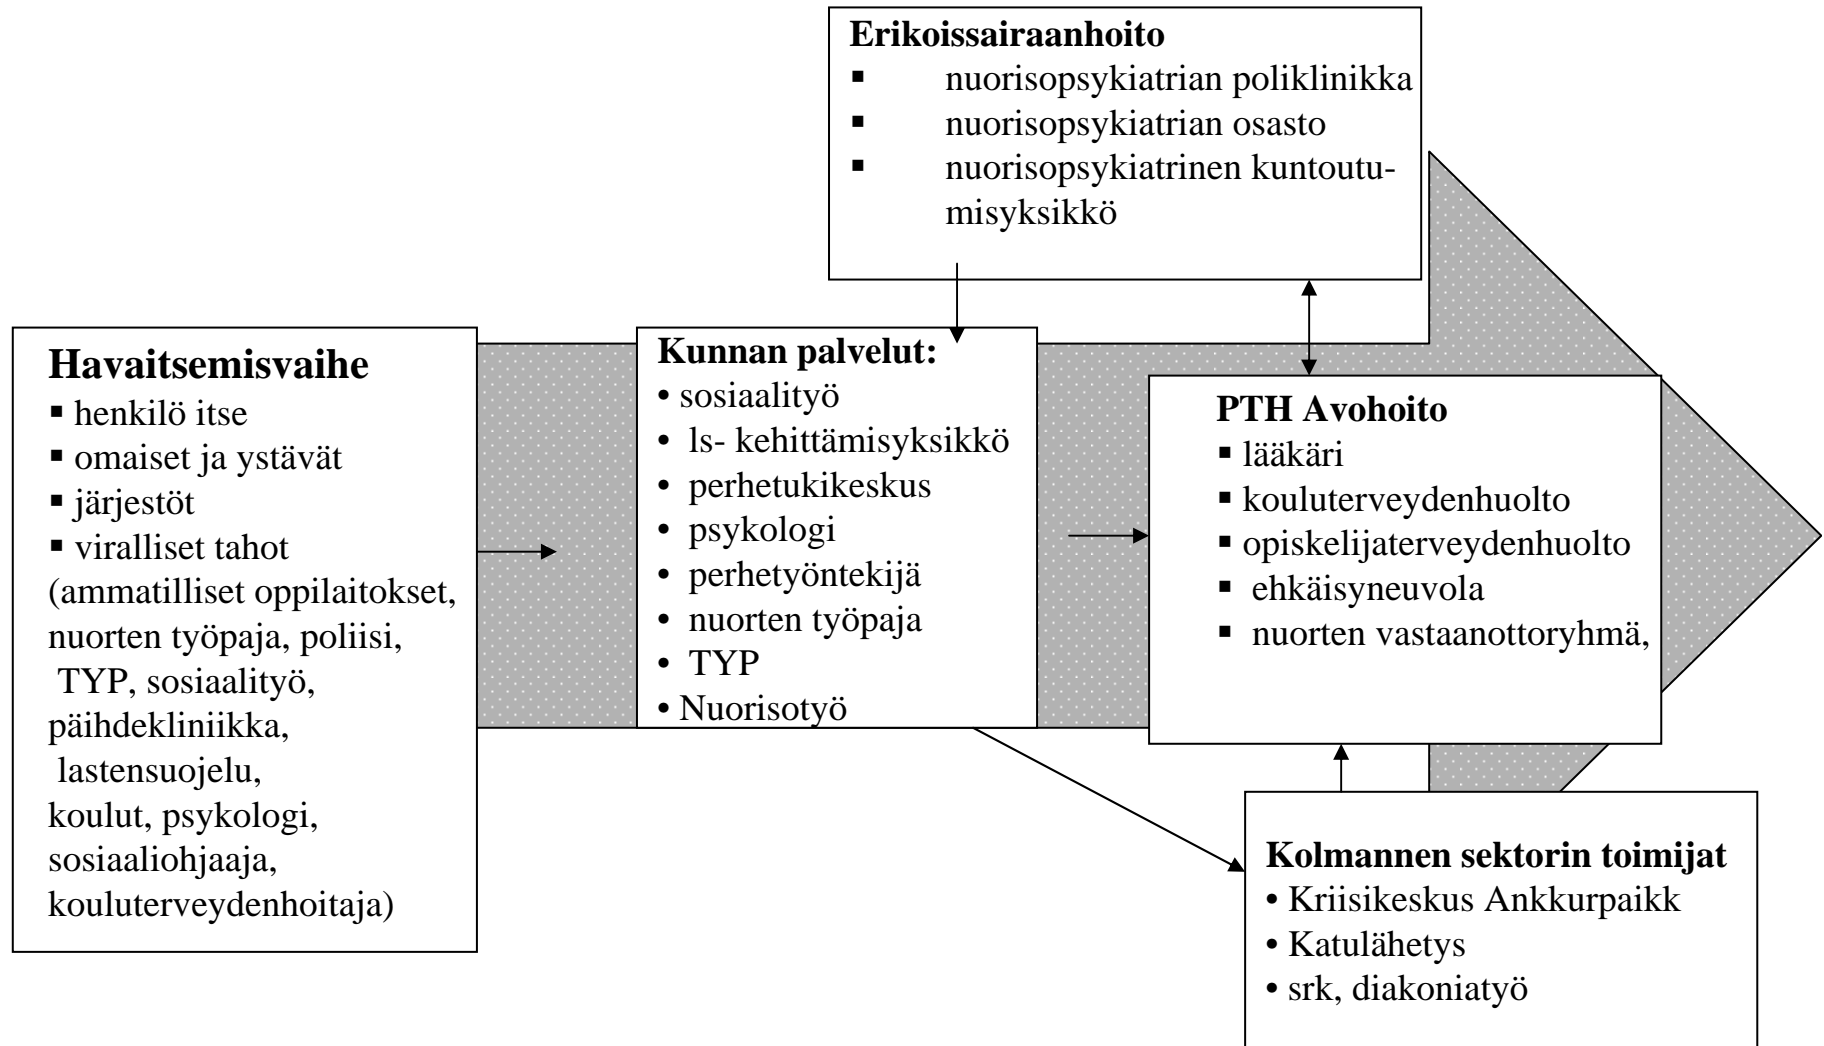 Erikoissairaanhoito
▪ nuorisopsykiatrian poliklinikka
▪ nuorisopsykiatrian osasto
▪ nuorisopsykiatrinen kuntoutu-
misyksikkö
Havaitsemisvaihe
▪ henkilö itse
▪ omaiset ja ystävät
▪ järjestöt
▪ viralliset tahot
(ammatilliset oppilaitokset,
nuorten työpaja, poliisi,
TYP, sosiaalityö,
päihdekliniikka,
lastensuojelu,
koulut, psykologi,
sosiaaliohjaaja,
kouluterveydenhoitaja)
Kunnan palvelut:
• sosiaalityö
• ls- kehittämisyksikkö
• perhetukikeskus
• psykologi
• perhetyöntekijä
• nuorten työpaja
• TYP
• Nuorisotyö
PTH Avohoito
▪ lääkäri
▪ kouluterveydenhuolto
▪ opiskelijaterveydenhuolto
▪ ehkäisyneuvola
▪ nuorten vastaanottoryhmä,
Kolmannen sektorin toimijat
• Kriisikeskus Ankkurpaikk
• Katulähetys
• srk, diakoniatyö